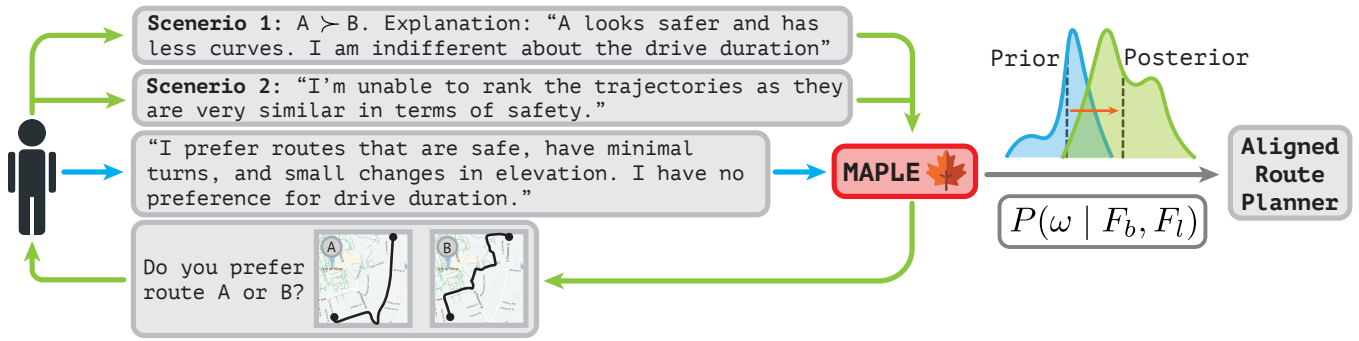 Scenerio 1: A ≻ B. Explanation: “A looks safer and has
less curves. I am indifferent about the drive duration”
Scenario 2: “I’m unable to rank the trajectories as they
are very similar in terms of safety.”
“I prefer routes that are safe, have minimal
turns, and small changes in elevation. I have no
preference for drive duration.”
Do you prefer
route A or B?
A
B
MAPLE
Prior
Posterior
P(ω | F_b, F_l)
Aligned
Route
Planner